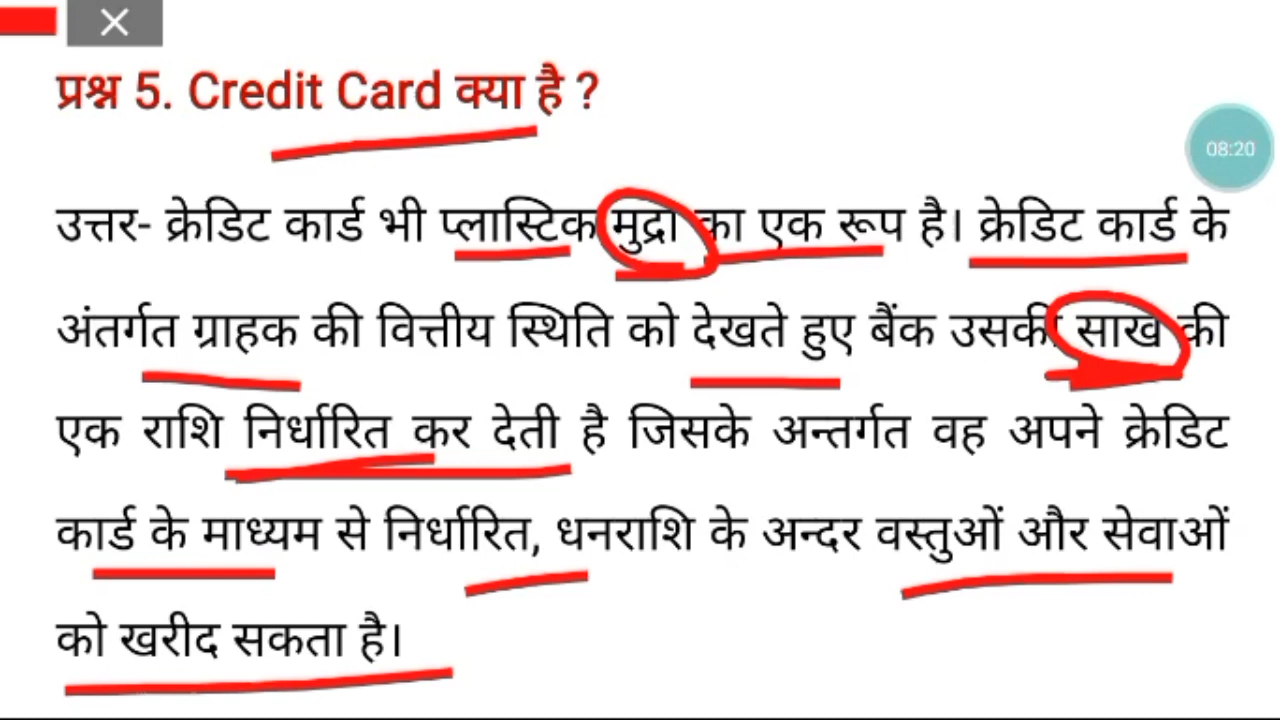 प्रश्न 5. Credit Card क्या है ?
08:20
उत्तर- क्रेडिट कार्ड भी प्लास्टिक मुद्रा का एक रूप है। क्रेडिट कार्ड के
अंतर्गत ग्राहक की वित्तीय स्थिति को देखते हुए बैंक उसकी साख की
एक राशि निर्धारित कर देती है जिसके अन्तर्गत वह अपने क्रेडिट
कार्ड के माध्यम से निर्धारित, धनराशि के अन्दर वस्तुओं और सेवाओं
को खरीद सकता है।